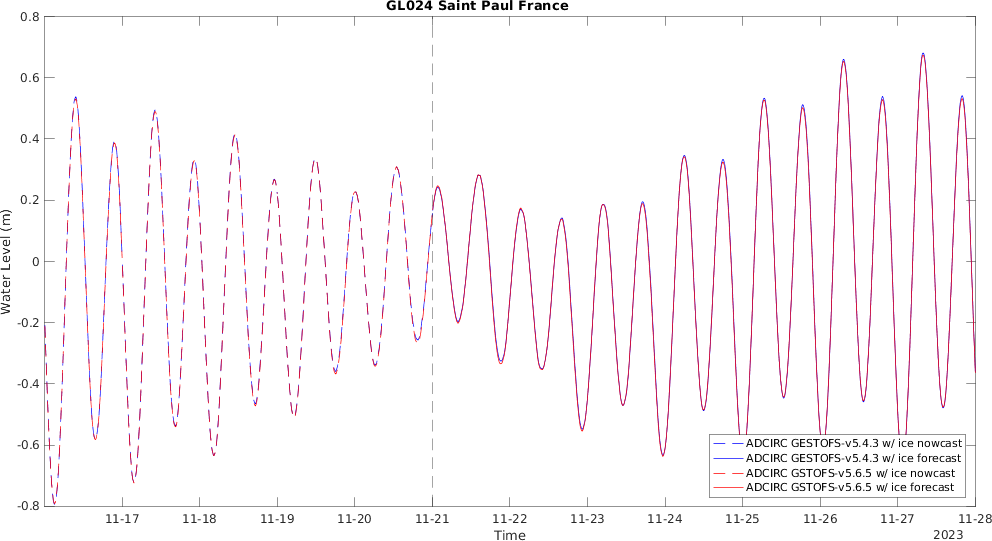 GL024 Saint Paul France
0.8
0.6
0.4
0.2
0
-0.2
-0.4
-0.6
-0.8
Water Level (m)
ADCIRC GESTOFS-v5.4.3 w/ ice nowcast
ADCIRC GESTOFS-v5.4.3 w/ ice forecast
ADCIRC GSTOFS-v5.6.5 w/ ice nowcast
ADCIRC GSTOFS-v5.6.5 w/ ice forecast
11-17 11-18 11-19 11-20 11-21 11-22 11-23 11-24 11-25 11-26 11-27 11-28
Time
2023